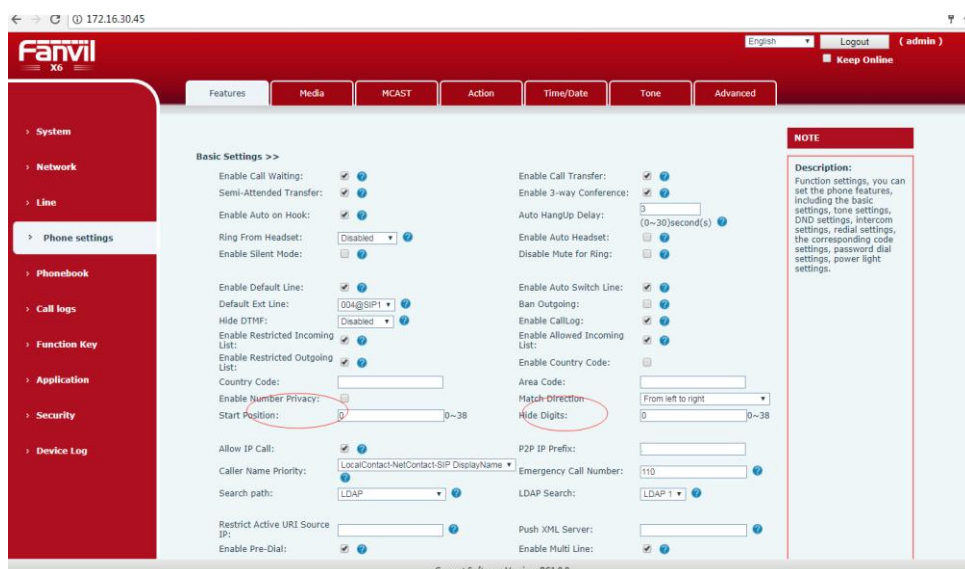 172.16.30.45
Fanvil
X6
English
Logout
( admin )
Keep Online
Features
Media
MCAST
Action
Time/Date
Tone
Advanced
› System
› Network
› Line
› Phone settings
› Phonebook
› Call logs
› Function Key
› Application
› Security
› Device Log
Basic Settings >>
Enable Call Waiting:
Enable Call Transfer:
Semi-Attended Transfer:
Enable 3-way Conference:
Enable Auto on Hook:
Auto HangUp Delay:
3
(0~30)second(s)
Ring From Headset:
Disabled
Enable Auto Headset:
Enable Silent Mode:
Disable Mute for Ring:
Enable Default Line:
Enable Auto Switch Line:
Default Ext Line:
004@SIP1
Ban Outgoing:
Hide DTMF:
Disabled
Enable CallLog:
Enable Restricted Incoming
List:
Enable Allowed Incoming
List:
Enable Restricted Outgoing
List:
Enable Country Code:
Country Code:
Area Code:
Enable Number Privacy:
Match Direction
From left to right
Start Position:
0
0~38
Hide Digits:
0
0~38
Allow IP Call:
P2P IP Prefix:
Caller Name Priority:
LocalContact-NetContact-SIP DisplayName
Emergency Call Number:
110
Search path:
LDAP
LDAP Search:
LDAP 1
Restrict Active URI Source
IP:
Push XML Server:
Enable Pre-Dial:
Enable Multi Line:
NOTE
Description:
Function settings, you can
set the phone features,
including the basic
settings, tone settings,
DND settings, intercom
settings, redial settings,
the corresponding code
settings, password dial
settings, power light
settings.